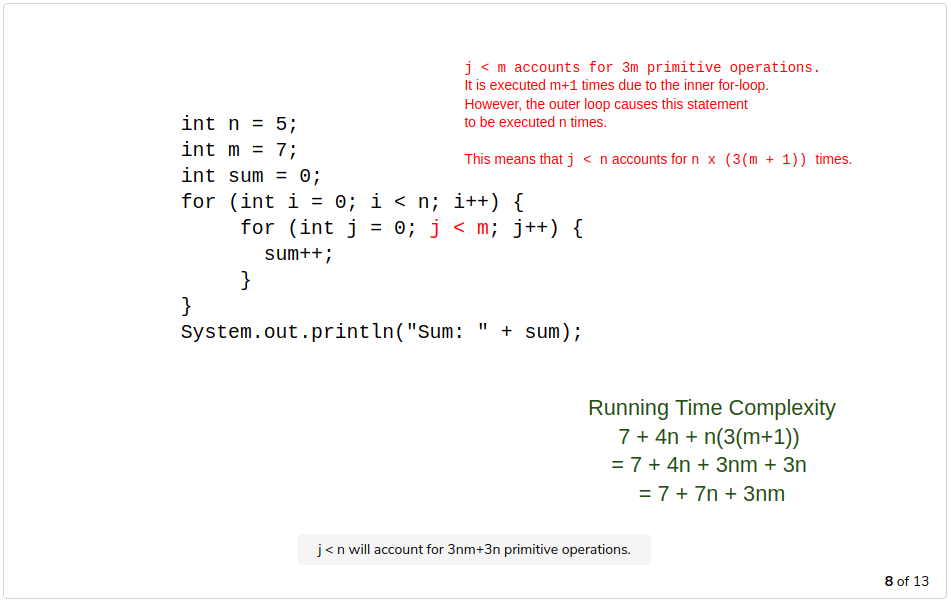 j < m accounts for 3m primitive operations.
It is executed m+1 times due to the inner for-loop.
However, the outer loop causes this statement
to be executed n times.
This means that j < n accounts for n x (3(m + 1)) times.
int n = 5;
int m = 7;
int sum = 0;
for (int i = 0; i < n; i++) {
for (int j = 0; j < m; j++) {
sum++;
}
}
System.out.println("Sum: " + sum);
Running Time Complexity
7 + 4n + n(3(m+1))
= 7 + 4n + 3nm + 3n
= 7 + 7n + 3nm
j < n will account for 3nm+3n primitive operations.
8 of 13